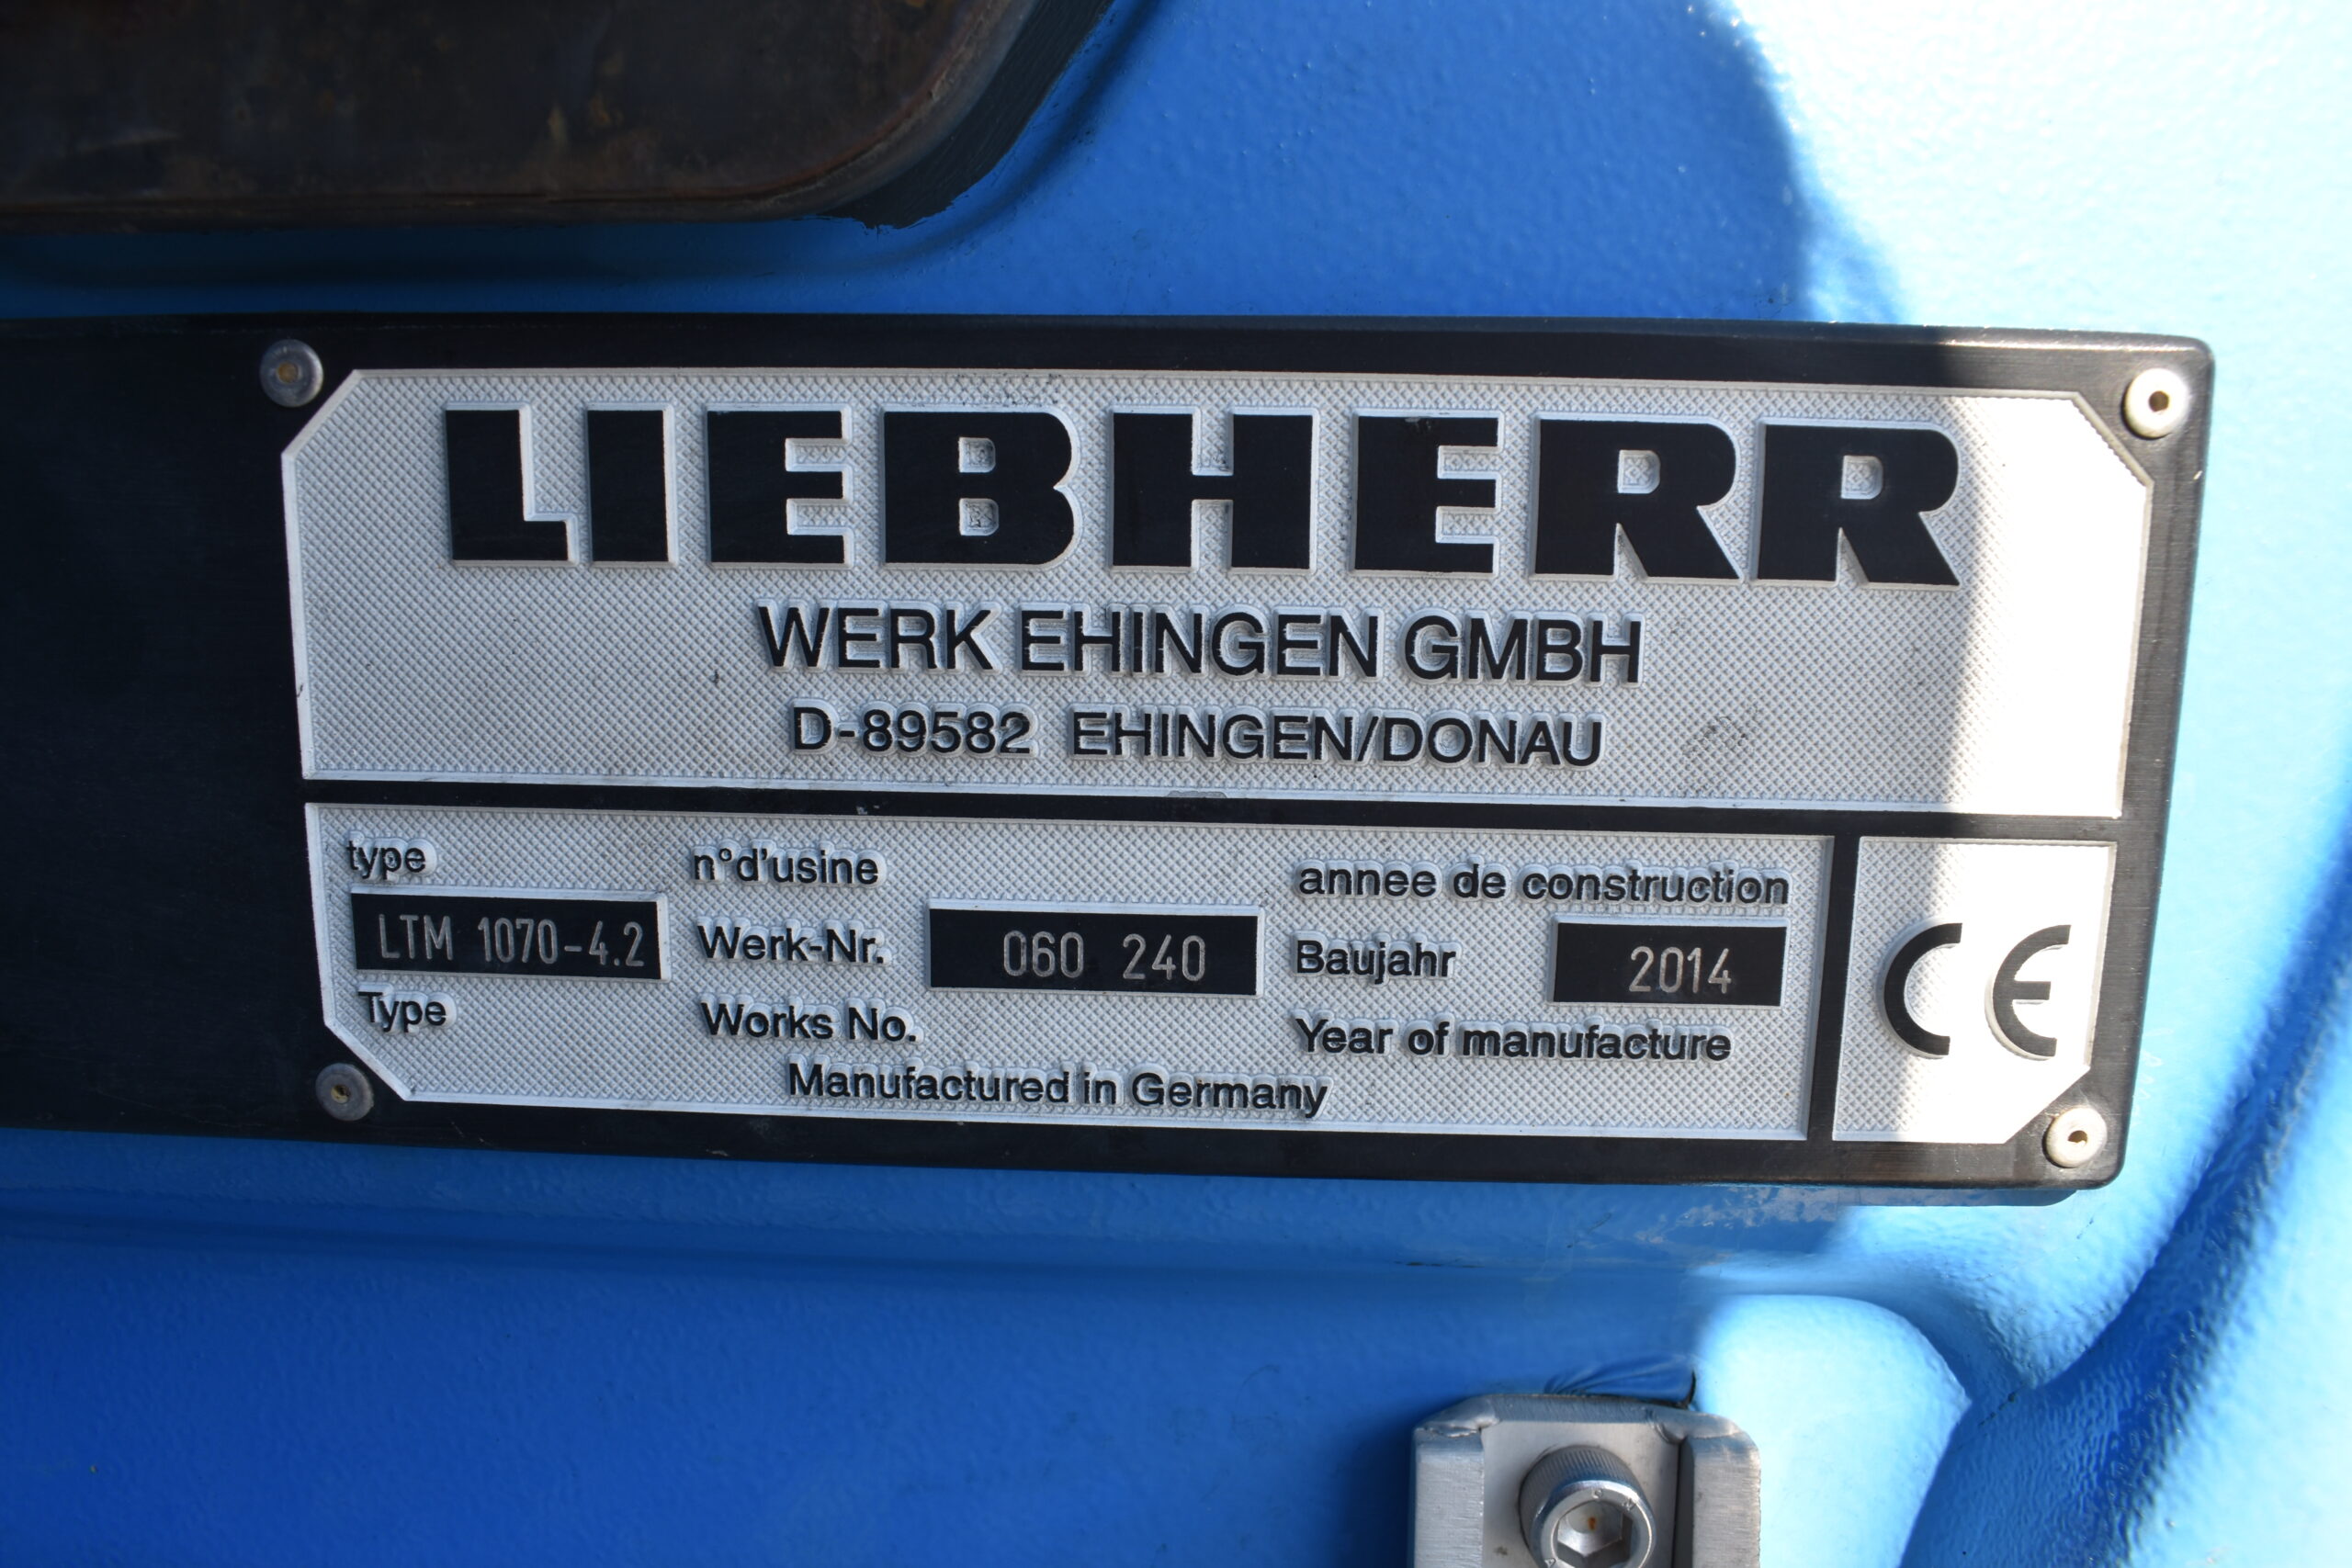 LIEBHERR
WERK EHINGEN GMBH
D-89582 EHINGEN/DONAU
type
LTM 1070-4.2
Type
n°d'usine
Werk-Nr. 060 240
Works No.
annee de construction
Baujahr 2014
Year of manufacture
Manufactured in Germany
CE